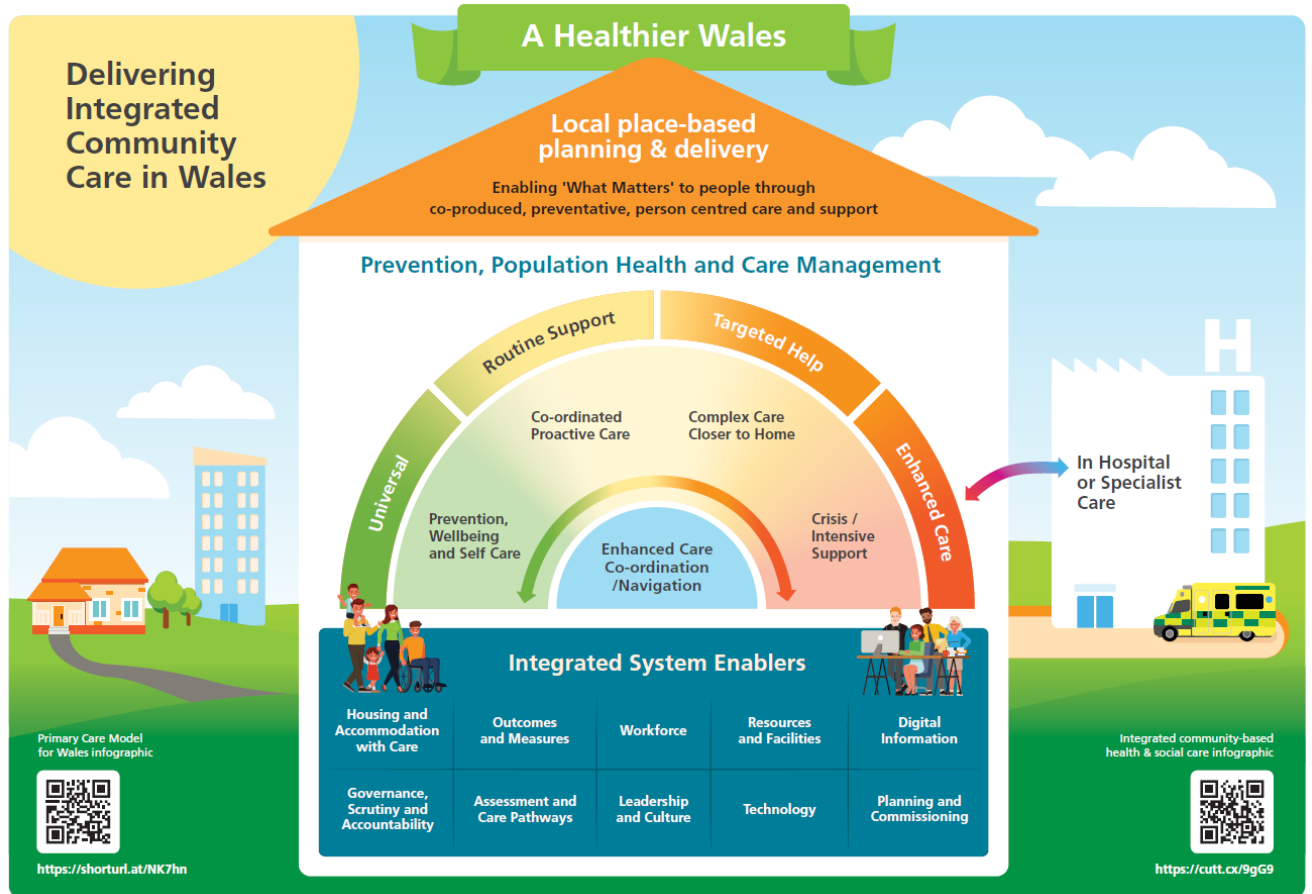 A Healthier Wales
Delivering
Integrated
Community
Care in Wales
Local place-based
planning & delivery
Enabling 'What Matters' to people through
co-produced, preventative, person centred care and support
Prevention, Population Health and Care Management
Universal
Routine Support
Targeted Help
Enhanced Care
Co-ordinated
Proactive Care
Complex Care
Closer to Home
Prevention,
Wellbeing
and Self Care
Crisis /
Intensive
Support
Enhanced Care
Co-ordination
/Navigation
H
In Hospital
or Specialist
Care
Integrated System Enablers
Housing and
Accommodation
with Care
Outcomes
and Measures
Workforce
Resources
and Facilities
Digital
Information
Governance,
Scrutiny and
Accountability
Assessment and
Care Pathways
Leadership
and Culture
Technology
Planning and
Commissioning
Primary Care Model
for Wales infographic
https://shorturl.at/NK7hn
Integrated community-based
health & social care infographic
https://cutt.cx/9gG9